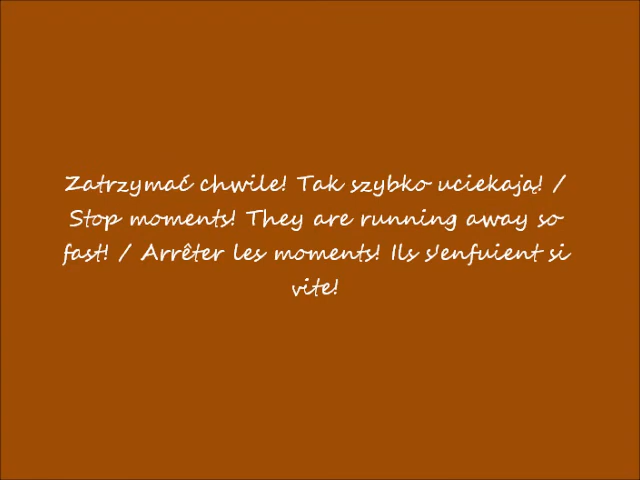 Zatrzymać chwile! Tak szybko uciekają! /
Stop moments! They are running away so
fast! / Arrêter les moments! Ils s'enfuient si
vite!